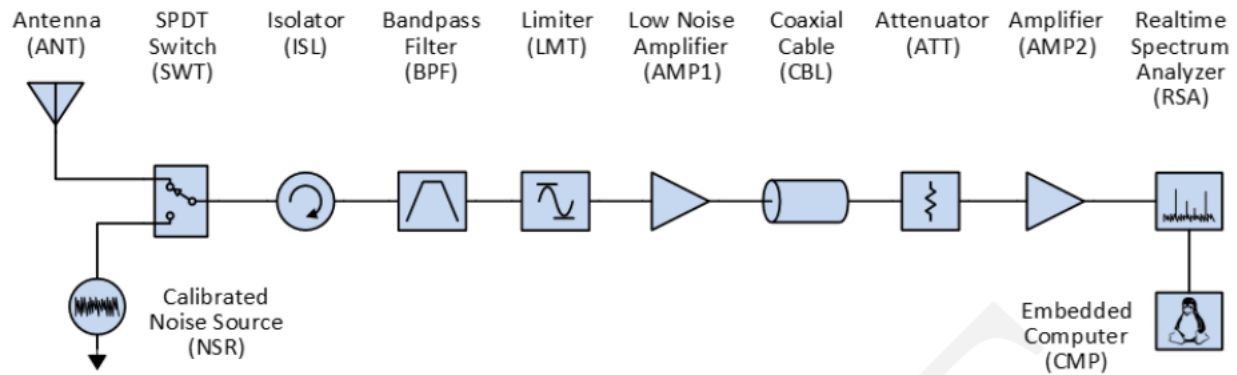 Antenna
(ANT)
SPDT
Switch
(SWT)
Isolator
(ISL)
Bandpass
Filter
(BPF)
Limiter
(LMT)
Low Noise
Amplifier
(AMP1)
Coaxial
Cable
(CBL)
Attenuator
(ATT)
Amplifier
(AMP2)
Realtime
Spectrum
Analyzer
(RSA)
Calibrated
Noise Source
(NSR)
Embedded
Computer
(CMP)